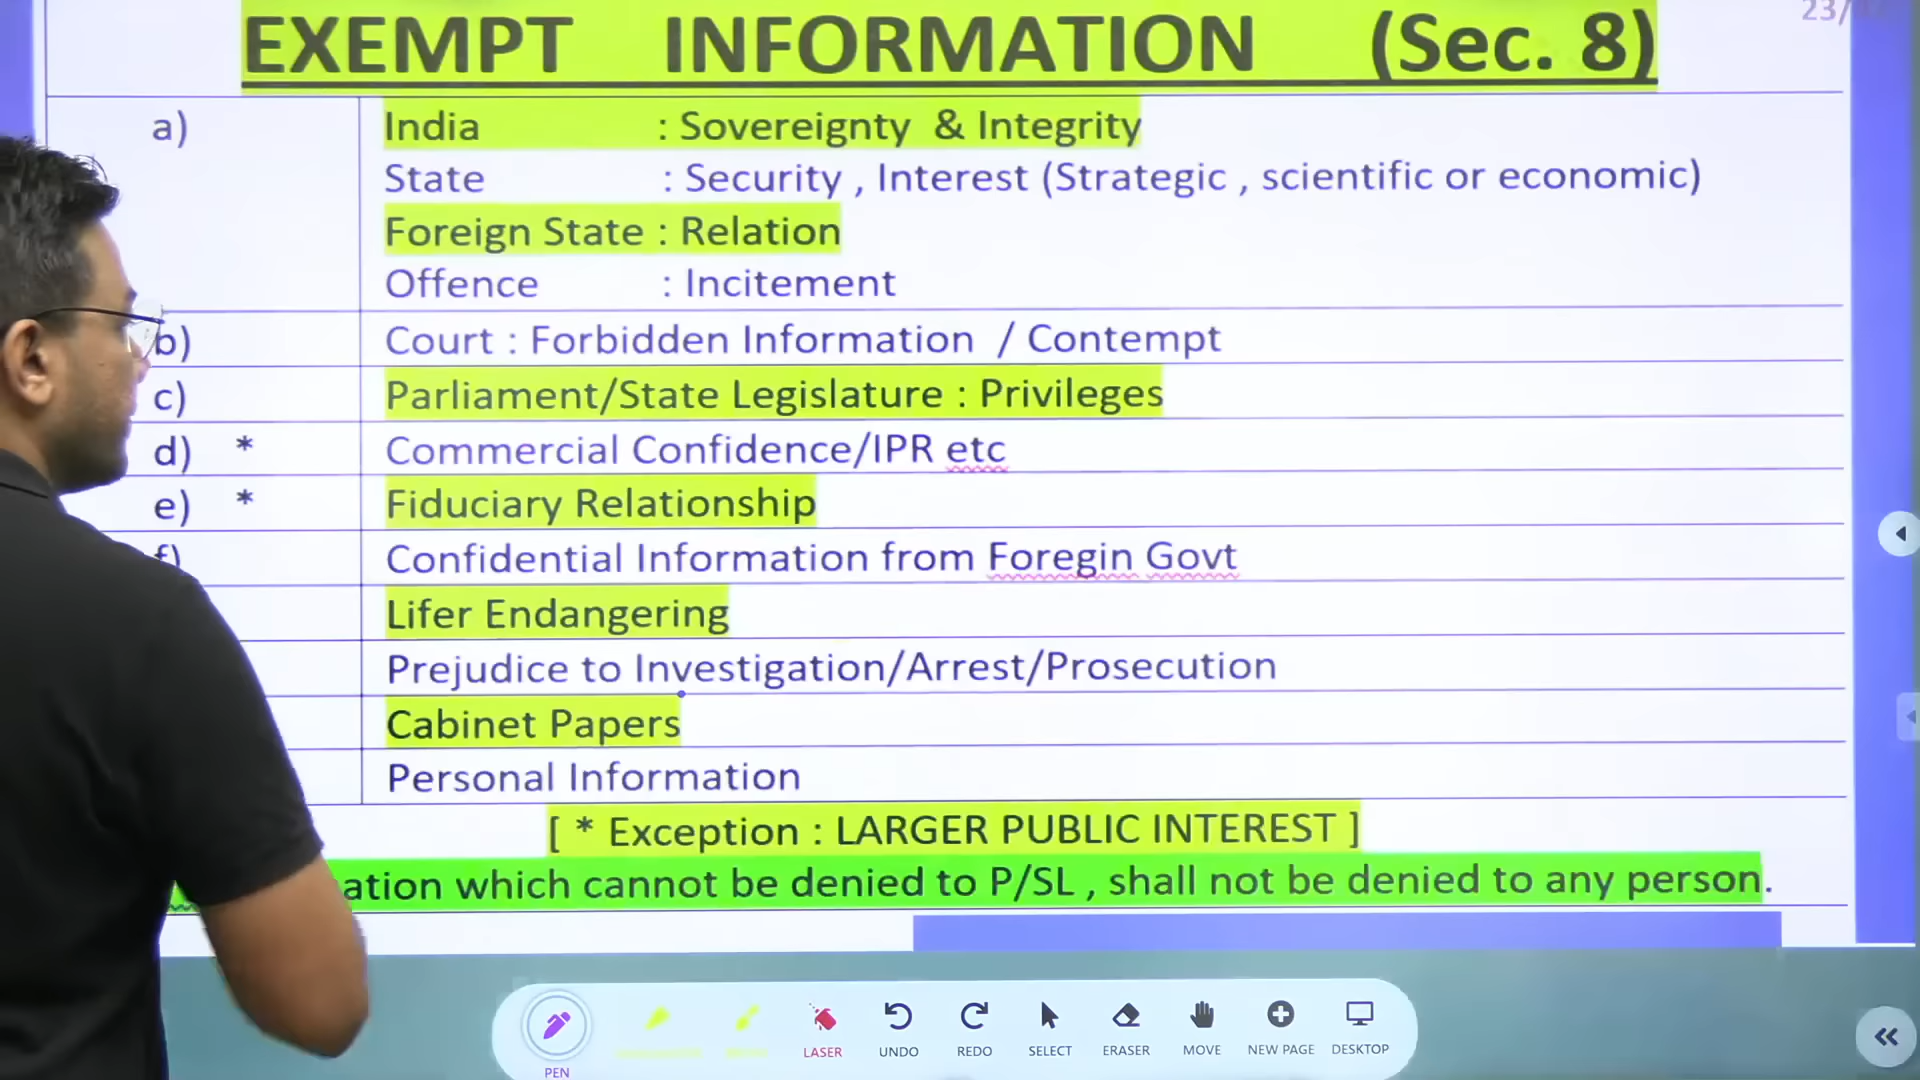 23/
EXEMPT INFORMATION (Sec. 8)
a) India : Sovereignty & Integrity
State : Security , Interest (Strategic , scientific or economic)
Foreign State : Relation
Offence : Incitement
b) Court : Forbidden Information / Contempt
c) Parliament/State Legislature : Privileges
d) * Commercial Confidence/IPR etc
e) * Fiduciary Relationship
f) Confidential Information from Foregin Govt
Lifer Endangering
Prejudice to Investigation/Arrest/Prosecution
Cabinet Papers
Personal Information
[ * Exception : LARGER PUBLIC INTEREST ]
which cannot be denied to P/SL , shall not be denied to any person.
PEN
LASER
UNDO
REDO
SELECT
ERASER
MOVE
NEW PAGE
DESKTOP